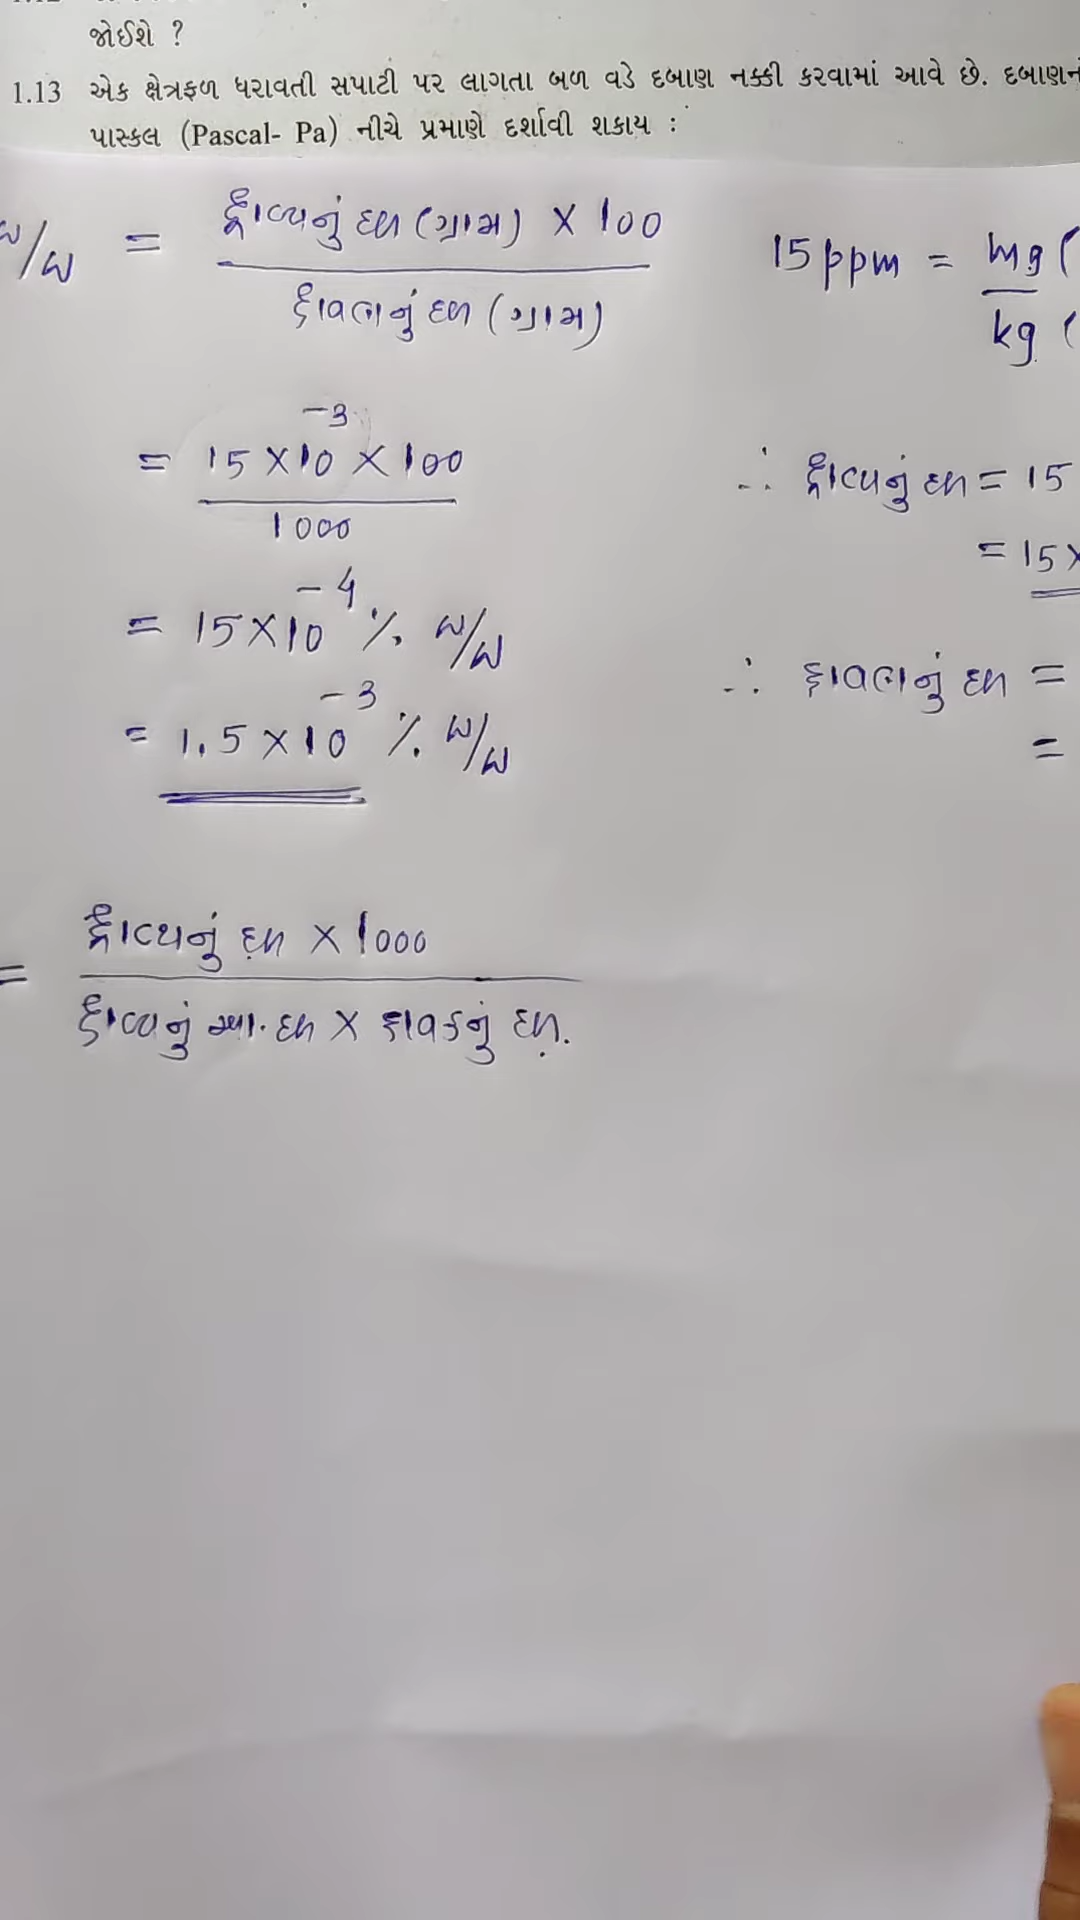 જોઈશે ?
1.13 એક ક્ષેત્રફળ ધરાવતી સપાટી પર લાગતા બળ વડે દબાણ નક્કી કરવામાં આવે છે. દબાણનો
પાસ્કલ (Pascal- Pa) નીચે પ્રમાણે દર્શાવી શકાય :
w/w = દ્રાવ્યનું દળ (ગ્રામ) × 100
દ્રાવણનું દળ (ગ્રામ)
= 15 × 10⁻³ × 100
1000
= 15 × 10⁻⁴ % w/w
= 1.5 × 10⁻³ % w/w
15 ppm = mg (
kg (
∴ દ્રાવ્યનું દળ = 15
= 15 ×
∴ દ્રાવણનું દળ =
=
= દ્રાવ્યનું દળ × 1000
દ્રાવ્યનું આ. દળ × દ્રાવકનું દળ.